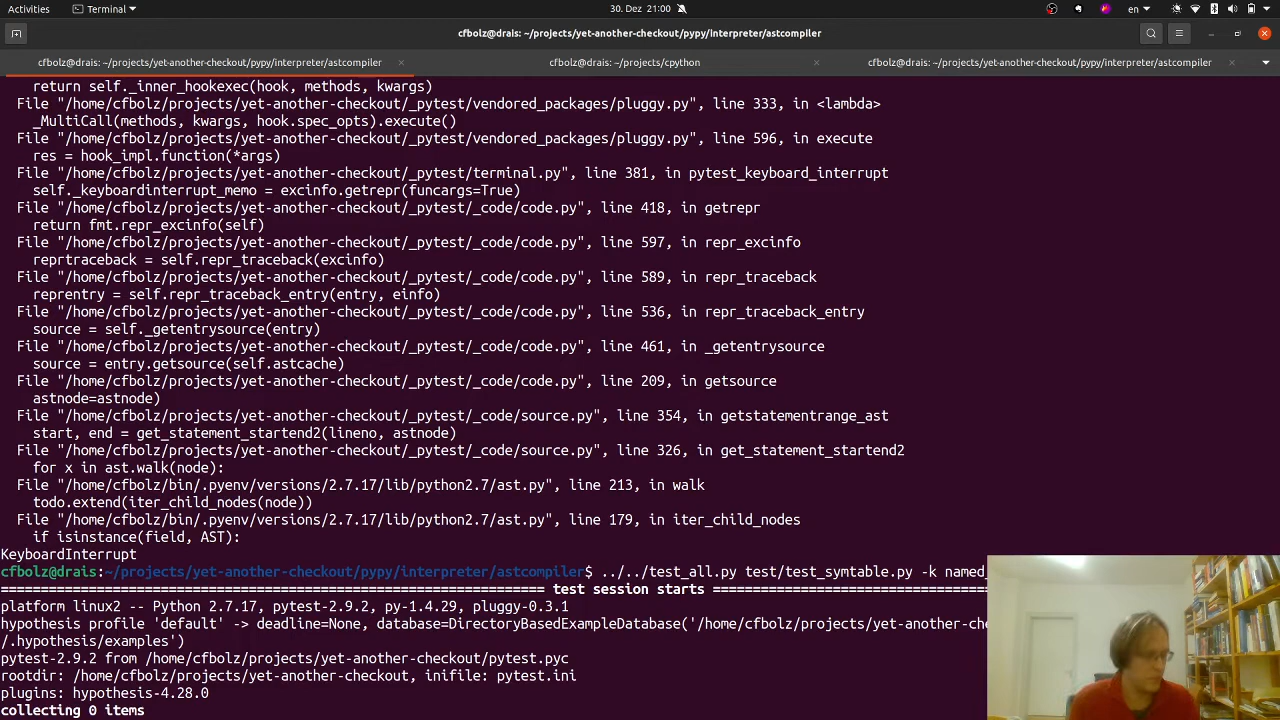 Activities
Terminal
30. Dez 21:00
en
cfbolz@drais: ~/projects/yet-another-checkout/pypy/interpreter/astcompiler
cfbolz@drais: ~/projects/yet-another-checkout/pypy/interpreter/astcompiler
cfbolz@drais: ~/projects/cpython
cfbolz@drais: ~/projects/yet-another-checkout/pypy/interpreter/astcompiler
return self._inner_hookexec(hook, methods, kwargs)
File "/home/cfbolz/projects/yet-another-checkout/_pytest/vendored_packages/pluggy.py", line 333, in <lambda>
_MultiCall(methods, kwargs, hook.spec_opts).execute()
File "/home/cfbolz/projects/yet-another-checkout/_pytest/vendored_packages/pluggy.py", line 596, in execute
res = hook_impl.function(*args)
File "/home/cfbolz/projects/yet-another-checkout/_pytest/terminal.py", line 381, in pytest_keyboard_interrupt
self._keyboardinterrupt_memo = excinfo.getrepr(funcargs=True)
File "/home/cfbolz/projects/yet-another-checkout/_pytest/_code/code.py", line 418, in getrepr
return fmt.repr_excinfo(self)
File "/home/cfbolz/projects/yet-another-checkout/_pytest/_code/code.py", line 597, in repr_excinfo
reprtraceback = self.repr_traceback(excinfo)
File "/home/cfbolz/projects/yet-another-checkout/_pytest/_code/code.py", line 589, in repr_traceback
reprentry = self.repr_traceback_entry(entry, einfo)
File "/home/cfbolz/projects/yet-another-checkout/_pytest/_code/code.py", line 536, in repr_traceback_entry
source = self._getentrysource(entry)
File "/home/cfbolz/projects/yet-another-checkout/_pytest/_code/code.py", line 461, in _getentrysource
source = entry.getsource(self.astcache)
File "/home/cfbolz/projects/yet-another-checkout/_pytest/_code/code.py", line 209, in getsource
astnode=astnode)
File "/home/cfbolz/projects/yet-another-checkout/_pytest/_code/source.py", line 354, in getstatementrange_ast
start, end = get_statement_startend2(lineno, astnode)
File "/home/cfbolz/projects/yet-another-checkout/_pytest/_code/source.py", line 326, in get_statement_startend2
for x in ast.walk(node):
File "/home/cfbolz/bin/.pyenv/versions/2.7.17/lib/python2.7/ast.py", line 213, in walk
todo.extend(iter_child_nodes(node))
File "/home/cfbolz/bin/.pyenv/versions/2.7.17/lib/python2.7/ast.py", line 179, in iter_child_nodes
if isinstance(field, AST):
KeyboardInterrupt
cfbolz@drais:~/projects/yet-another-checkout/pypy/interpreter/astcompiler$ ../../test_all.py test/test_symtable.py -k named_
==================================================================== test session starts ==================================
platform linux2 -- Python 2.7.17, pytest-2.9.2, py-1.4.29, pluggy-0.3.1
hypothesis profile 'default' -> deadline=None, database=DirectoryBasedExampleDatabase('/home/cfbolz/projects/yet-another-che
/.hypothesis/examples')
pytest-2.9.2 from /home/cfbolz/projects/yet-another-checkout/pytest.pyc
rootdir: /home/cfbolz/projects/yet-another-checkout, inifile: pytest.ini
plugins: hypothesis-4.28.0
collecting 0 items